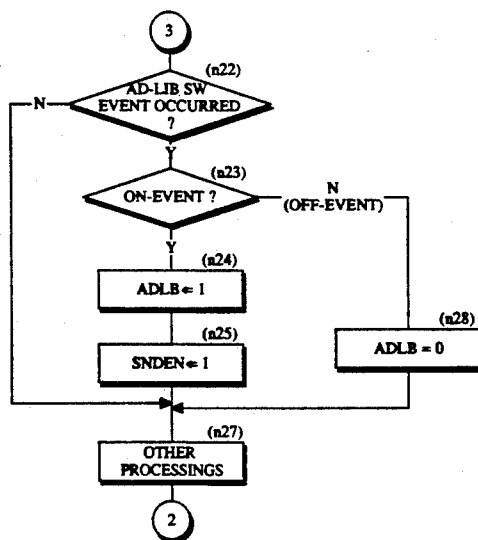 3
(n22)
AD-LIB SW
EVENT OCCURRED
?
N
Y
(n23)
ON-EVENT ?
N
(OFF-EVENT)
Y
(n24)
ADLB ⇐ 1
(n25)
SNDEN ⇐ 1
(n28)
ADLB = 0
(n27)
OTHER
PROCESSINGS
2